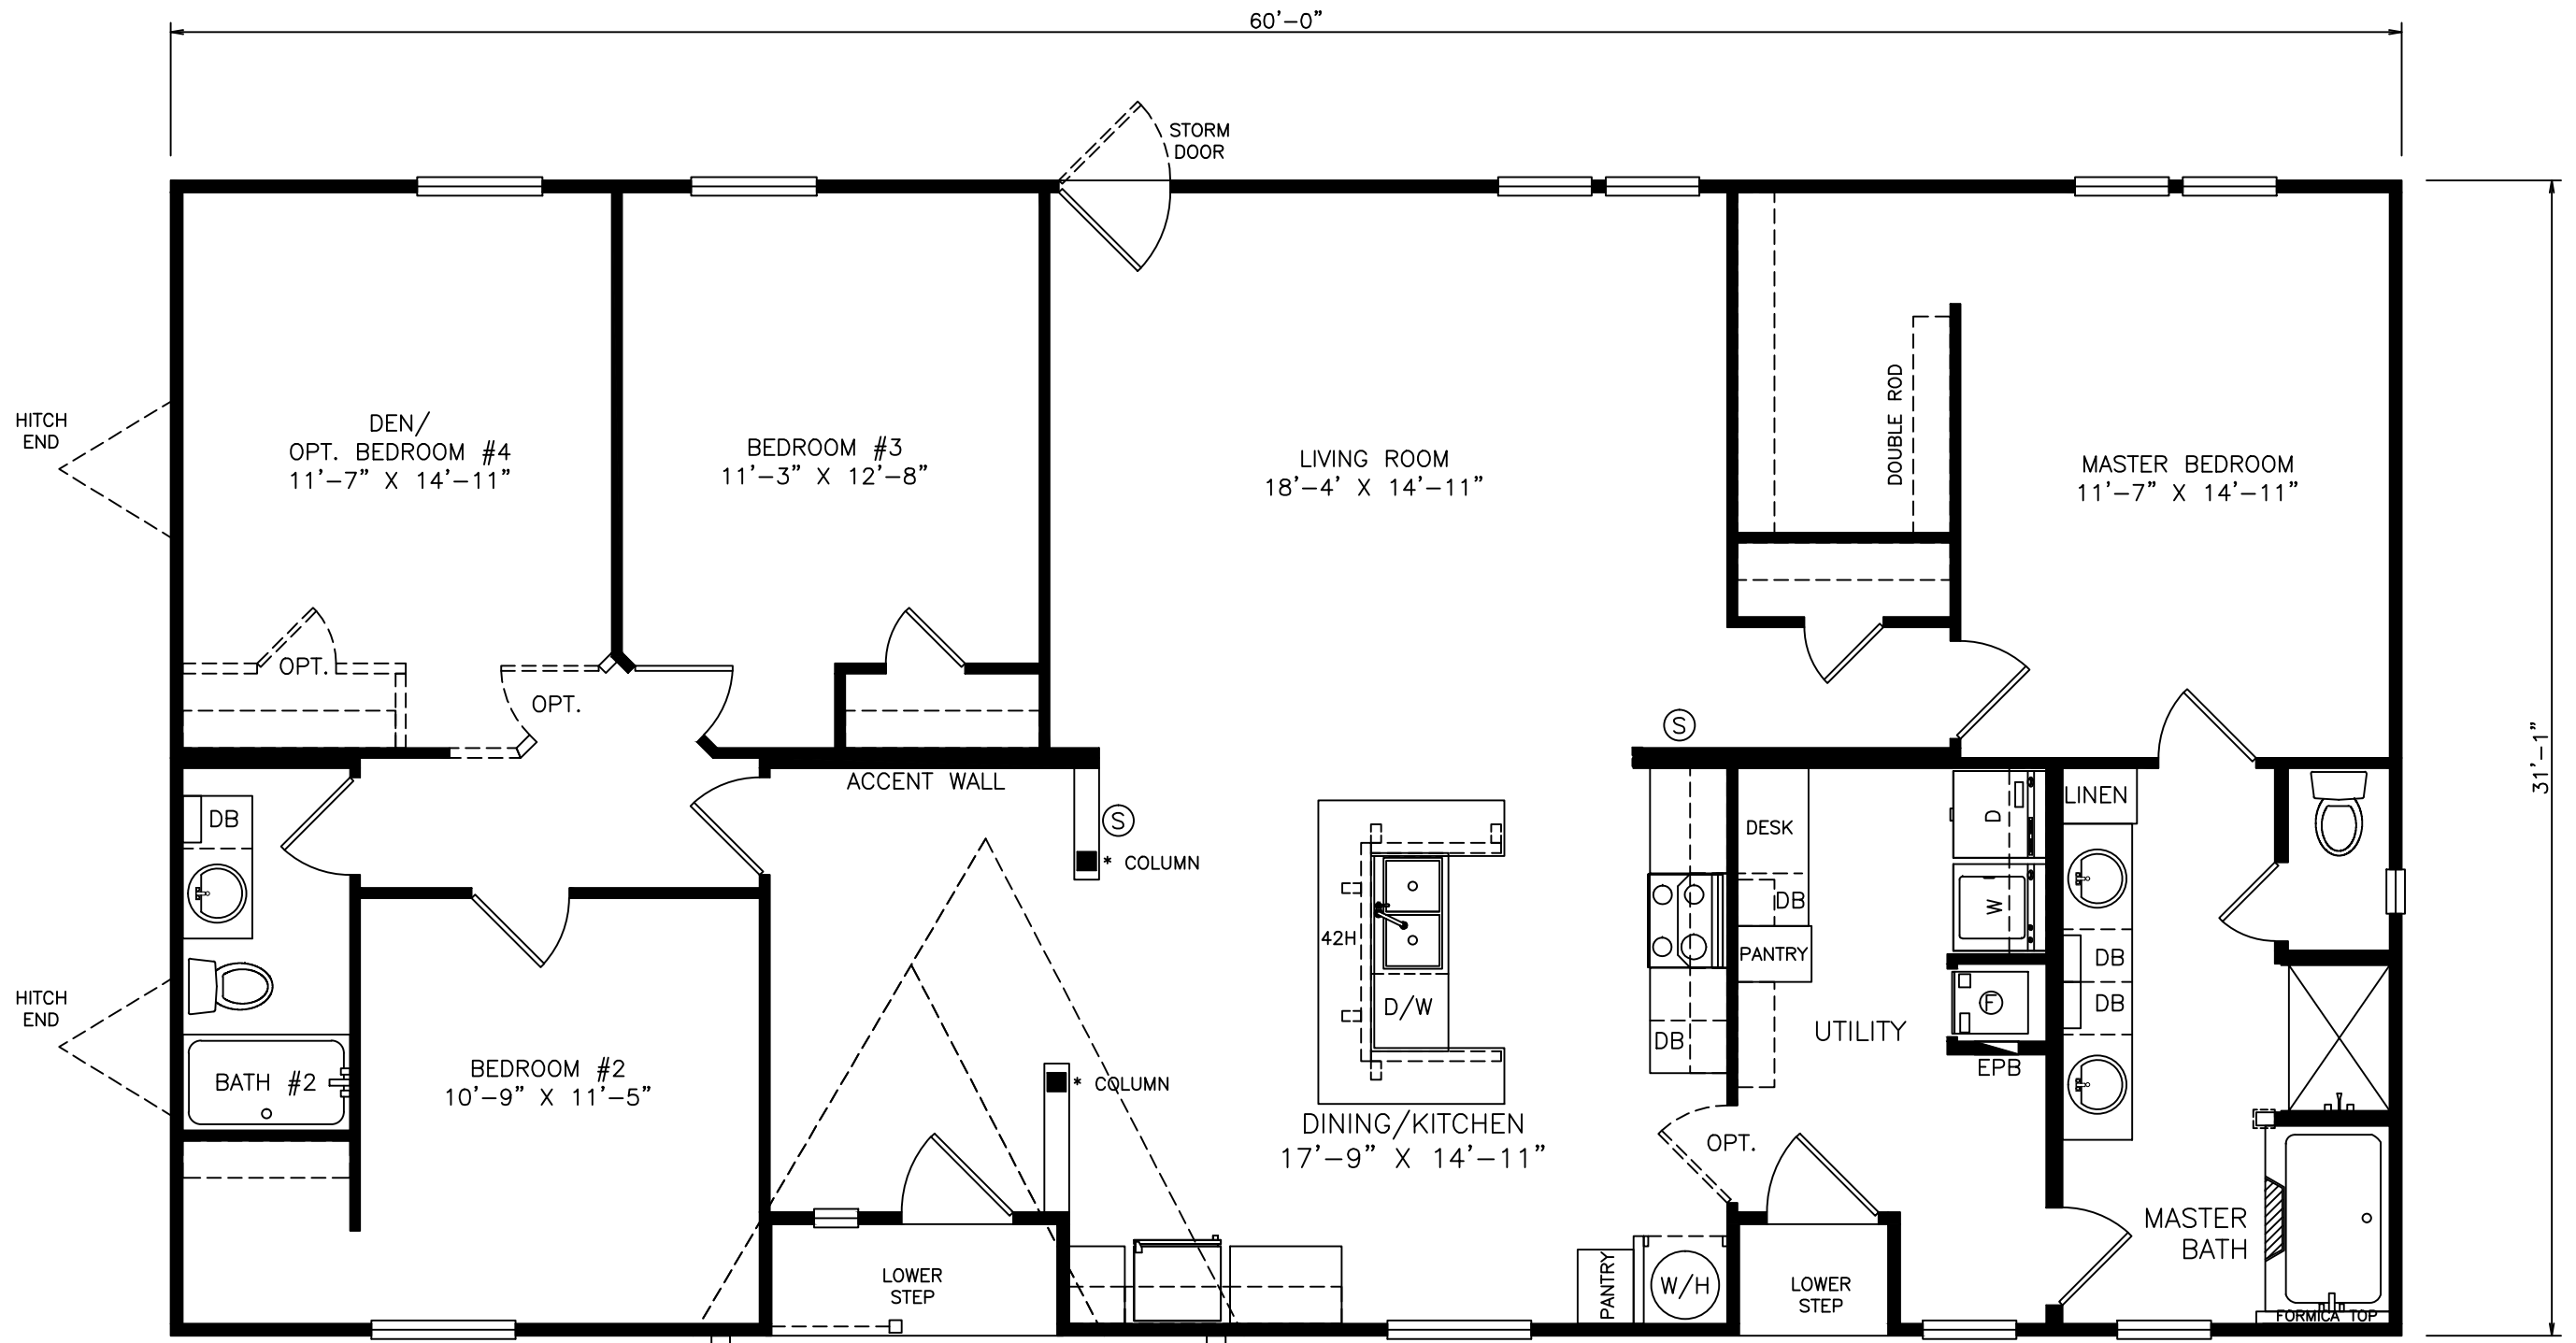 60'-0"
STORM
DOOR
HITCH
END
DEN/
OPT. BEDROOM #4
11'-7" X 14'-11"
BEDROOM #3
11'-3" X 12'-8"
LIVING ROOM
18'-4' X 14'-11"
DOUBLE ROD
MASTER BEDROOM
11'-7" X 14'-11"
31'-1"
OPT.
OPT.
S
ACCENT WALL
DB
S
* COLUMN
DESK
DB
PANTRY
D
W
LINEN
DB
DB
42H
D/W
DB
F
EPB
UTILITY
HITCH
END
BATH #2
BEDROOM #2
10'-9" X 11'-5"
* COLUMN
DINING/KITCHEN
17'-9" X 14'-11"
OPT.
MASTER
BATH
LOWER
STEP
PANTRY
W/H
LOWER
STEP
FORMICA TOP